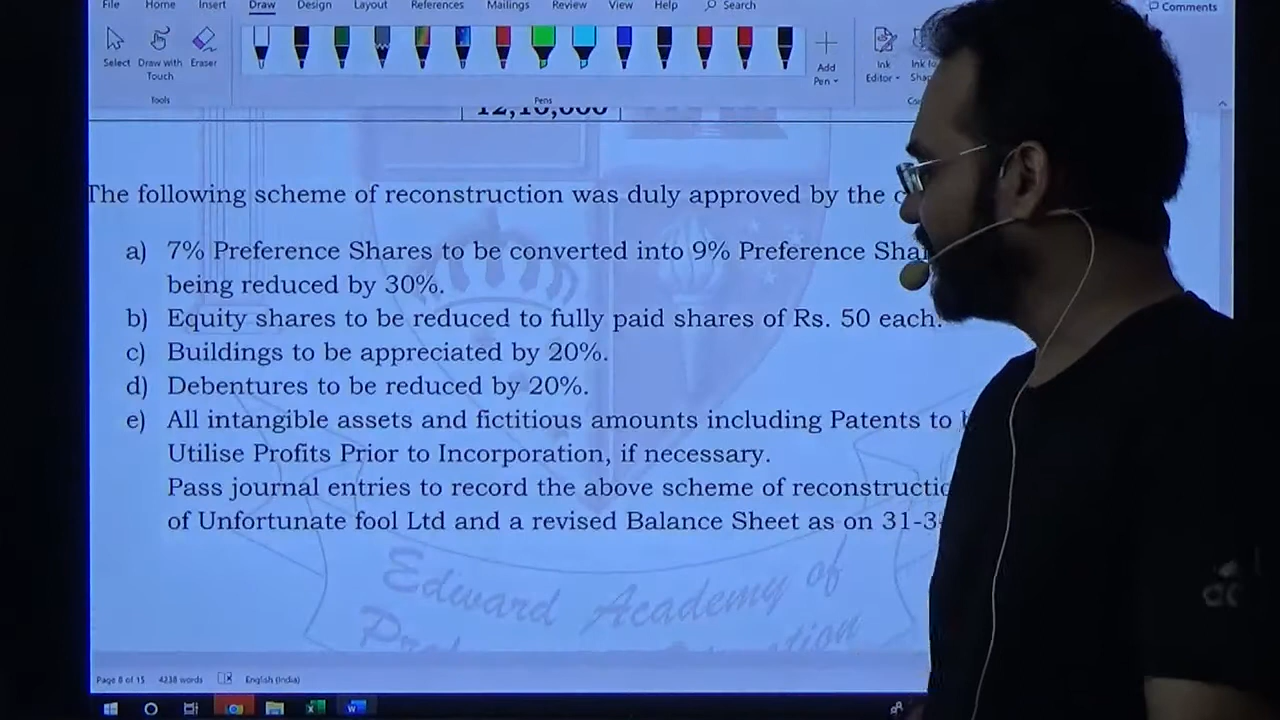 File Home Insert Draw Design Layout References Mailings Review View Help Search Comments
Select Draw with Touch Eraser Add Pen Ink Editor
Tools Pens
12,10,000
The following scheme of reconstruction was duly approved by the
a) 7% Preference Shares to be converted into 9% Preference
being reduced by 30%.
b) Equity shares to be reduced to fully paid shares of Rs. 50 each.
c) Buildings to be appreciated by 20%.
d) Debentures to be reduced by 20%.
e) All intangible assets and fictitious amounts including Patents to
Utilise Profits Prior to Incorporation, if necessary.
Pass journal entries to record the above scheme of
of Unfortunate fool Ltd and a revised Balance Sheet as on 31-3
Edward Academy of
Page 8 of 15 4238 words English (India)